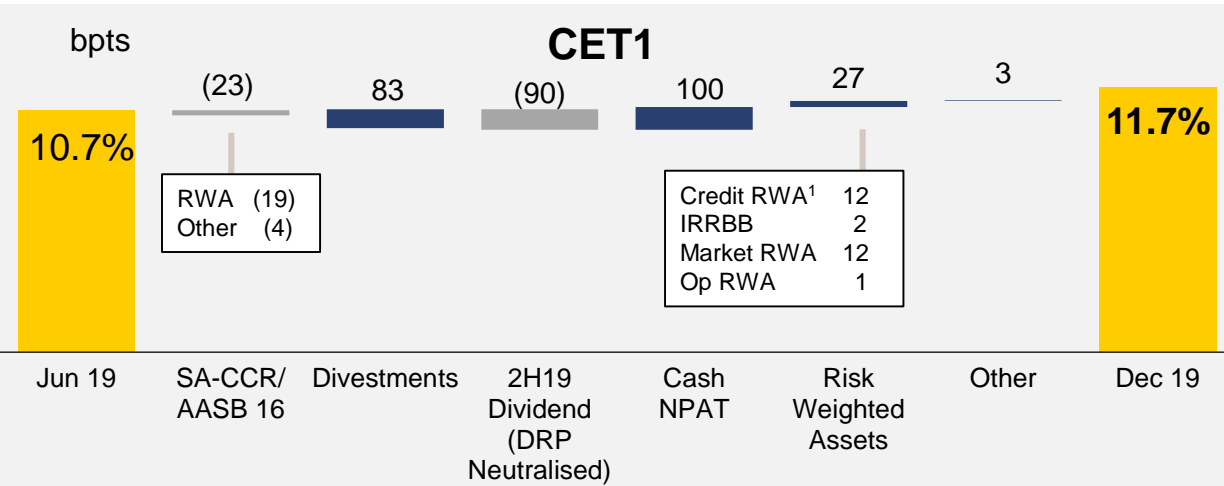 bpts
CET1
(23)
83
(90)
100
27
3
10.7%
11.7%
RWA (19)
Other (4)
Credit RWA¹ 12
IRRBB 2
Market RWA 12
Op RWA 1
Jun 19
SA-CCR/
AASB 16
Divestments
2H19
Dividend
(DRP
Neutralised)
Cash
NPAT
Risk
Weighted
Assets
Other
Dec 19